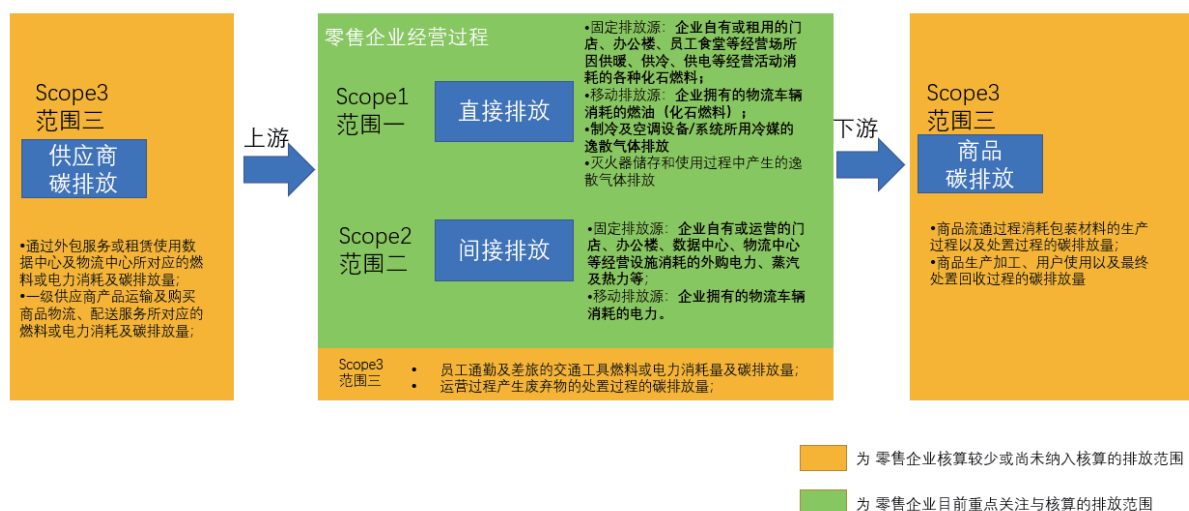 Scope3
范围三
供应商
碳排放
•通过外包服务或租赁使用数
据中心及物流中心所对应的燃
料或电力消耗及碳排放量;
•一级供应商产品运输及购买
商品物流、配送服务所对应的
燃料或电力消耗及碳排放量;
上游
零售企业经营过程
Scope1
范围一
直接排放
•固定排放源: 企业自有或租用的门
店、办公楼、员工食堂等经营场所
因供暖、供冷、供电等经营活动消
耗的各种化石燃料;
•移动排放源: 企业拥有的物流车辆
消耗的燃油（化石燃料）;
•制冷及空调设备/系统所用冷媒的
逸散气体排放
•灭火器储存和使用过程中产生的逸
散气体排放
Scope2
范围二
间接排放
•固定排放源: 企业自有或运营的门
店、办公楼、数据中心、物流中心
等经营设施消耗的外购电力、蒸汽
及热力等;
•移动排放源: 企业拥有的物流车辆
消耗的电力。
Scope3
范围三
• 员工通勤及差旅的交通工具燃料或电力消耗量及碳排放量;
• 运营过程产生废弃物的处置过程的碳排放量;
下游
Scope3
范围三
商品
碳排放
•商品流通过程消耗包装材料的生产
过程以及处置过程的碳排放量;
•商品生产加工、用户使用以及最终
处置回收过程的碳排放量
为 零售企业核算较少或尚未纳入核算的排放范围
为 零售企业目前重点关注与核算的排放范围